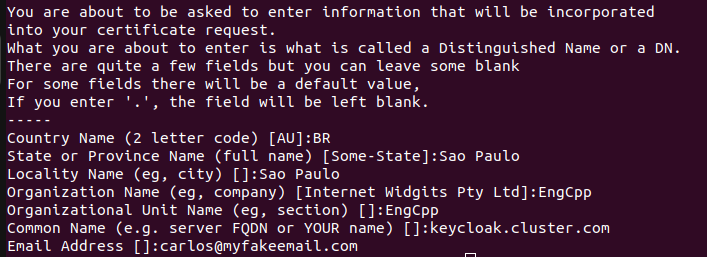 You are about to be asked to enter information that will be incorporated
into your certificate request.
What you are about to enter is what is called a Distinguished Name or a DN.
There are quite a few fields but you can leave some blank
For some fields there will be a default value,
If you enter '.', the field will be left blank.
-----
Country Name (2 letter code) [AU]:BR
State or Province Name (full name) [Some-State]:Sao Paulo
Locality Name (eg, city) []:Sao Paulo
Organization Name (eg, company) [Internet Widgits Pty Ltd]:EngCpp
Organizational Unit Name (eg, section) []:EngCpp
Common Name (e.g. server FQDN or YOUR name) []:keycloak.cluster.com
Email Address []:carlos@myfakeemail.com